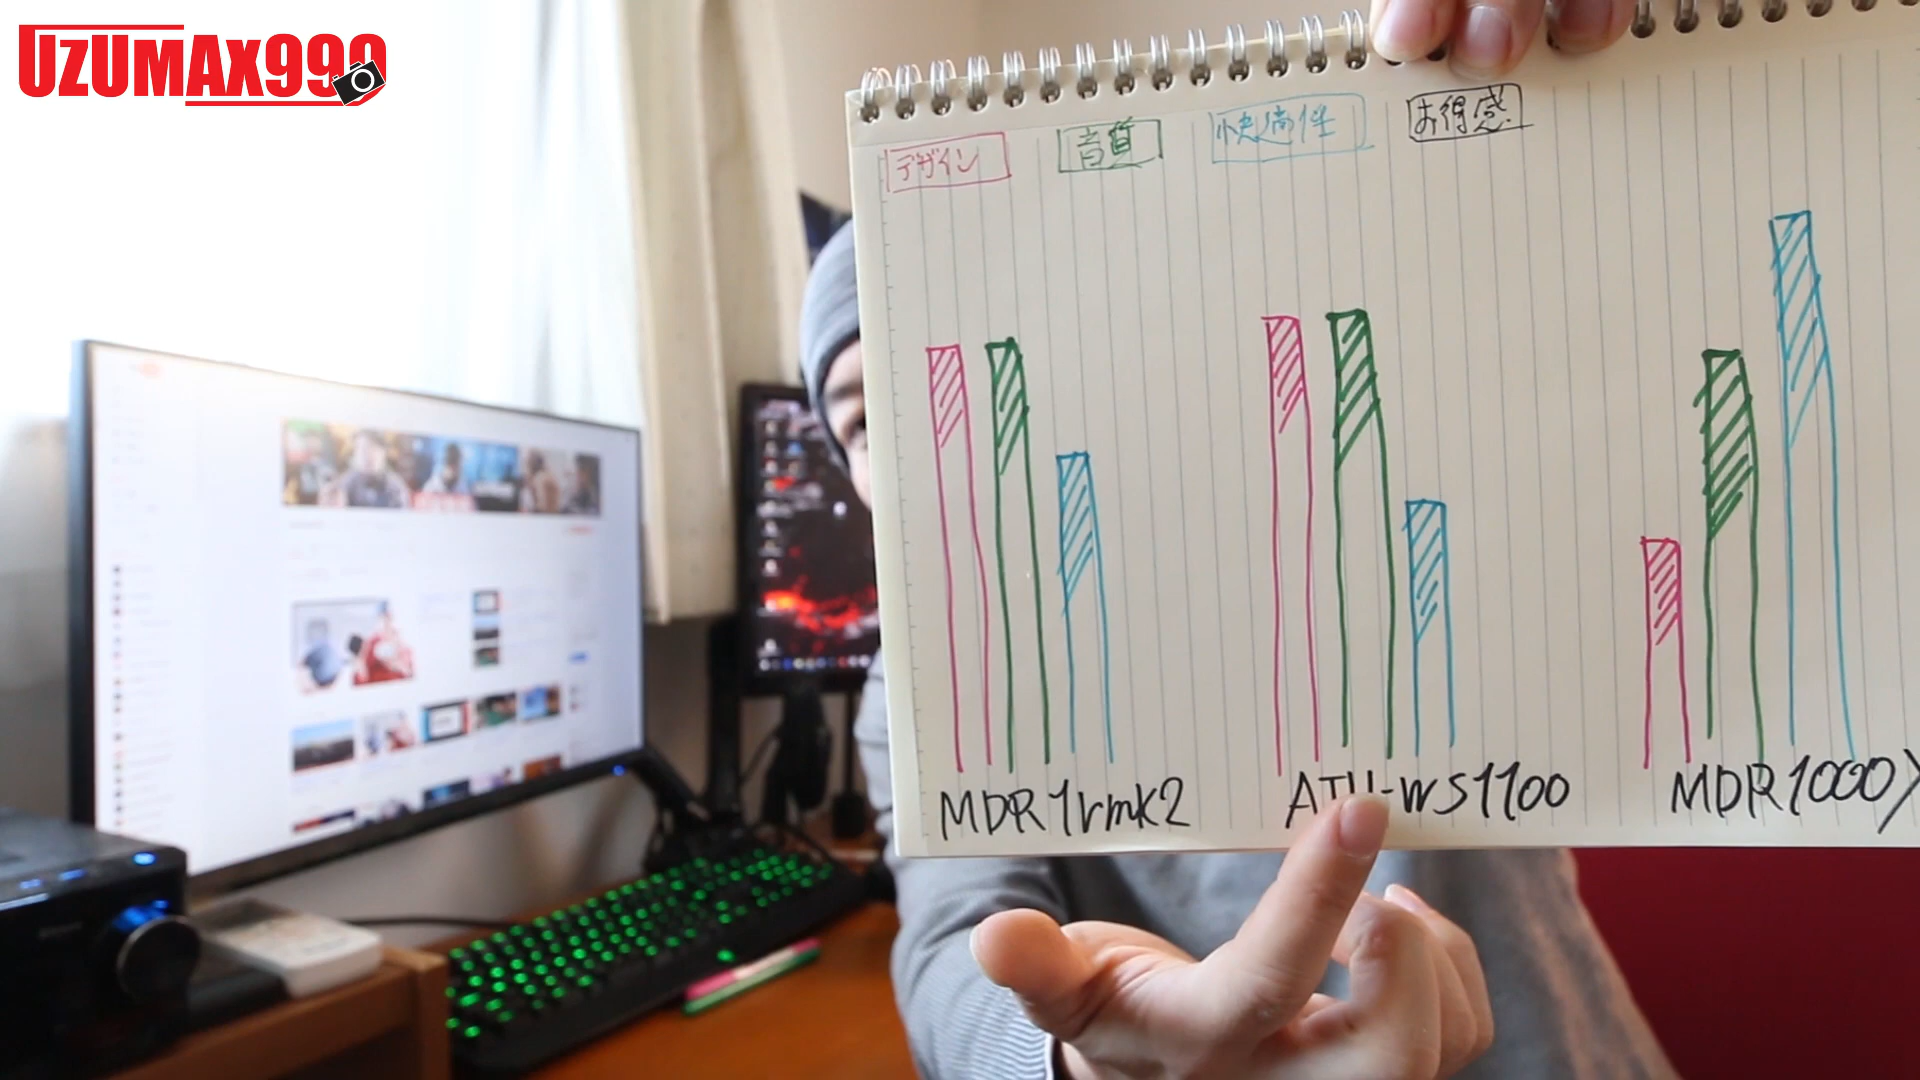 UZUMAX999
デザイン 音質 快適性 お得感
MDR1rmk2 ATH-WS1100 MDR1000X